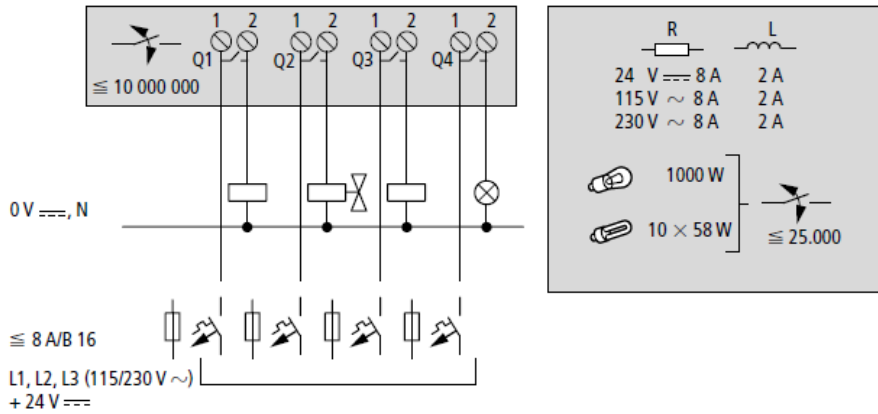 1 2 1 2 1 2 1 2
Q1 Q2 Q3 Q4
≦ 10 000 000
0 V ⎓, N
≦ 8 A/B 16
L1, L2, L3 (115/230 V ∼)
+ 24 V ⎓
R L
24 V ⎓ 8 A 2 A
115 V ∼ 8 A 2 A
230 V ∼ 8 A 2 A
1000 W
10 × 58 W
≦ 25.000